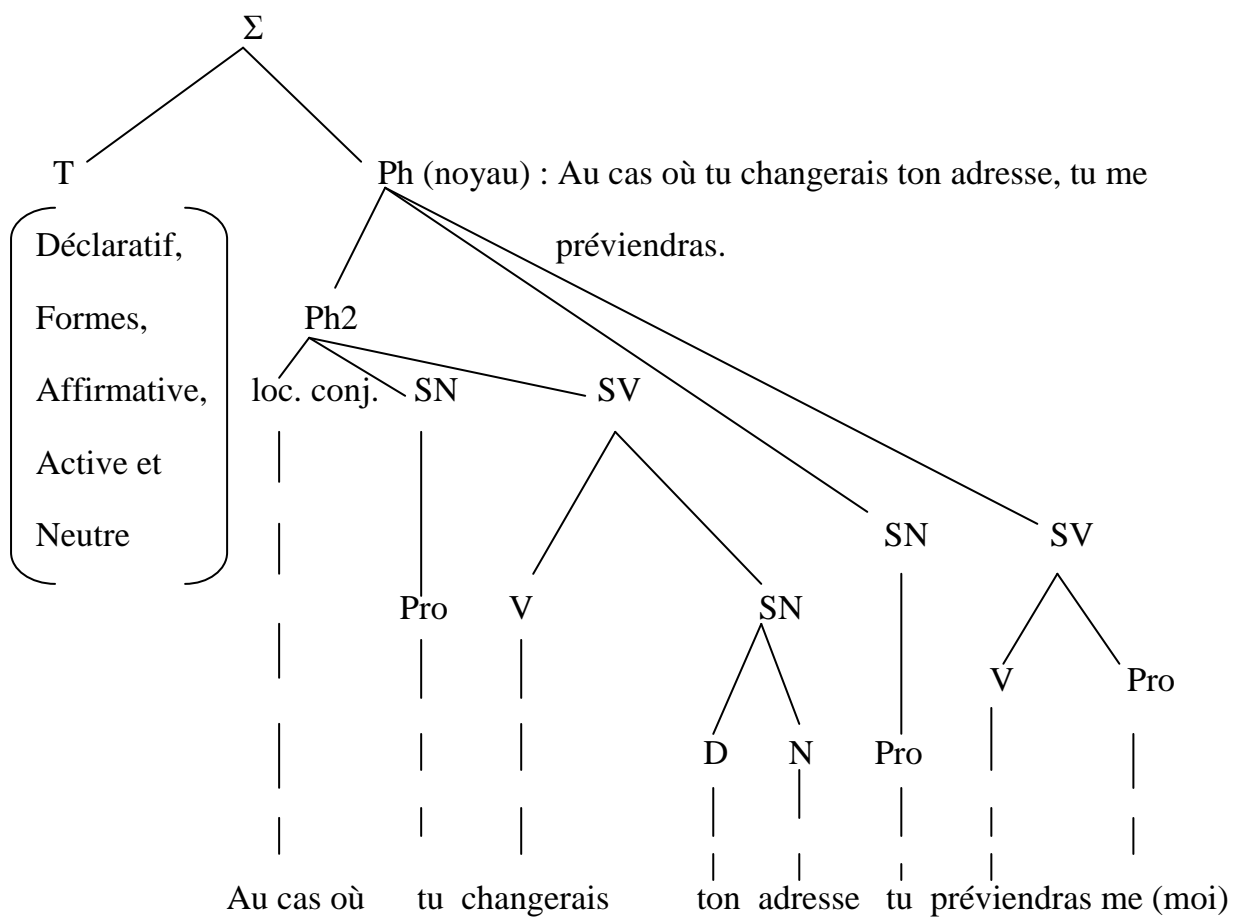 Σ
T Ph (noyau) : Au cas où tu changerais ton adresse, tu me
Déclaratif, préviendras.
Formes, Ph2
Affirmative, loc. conj. SN SV
Active et
Neutre SN SV
Pro V SN
V Pro
D N Pro
Au cas où tu changerais ton adresse tu préviendras me (moi)